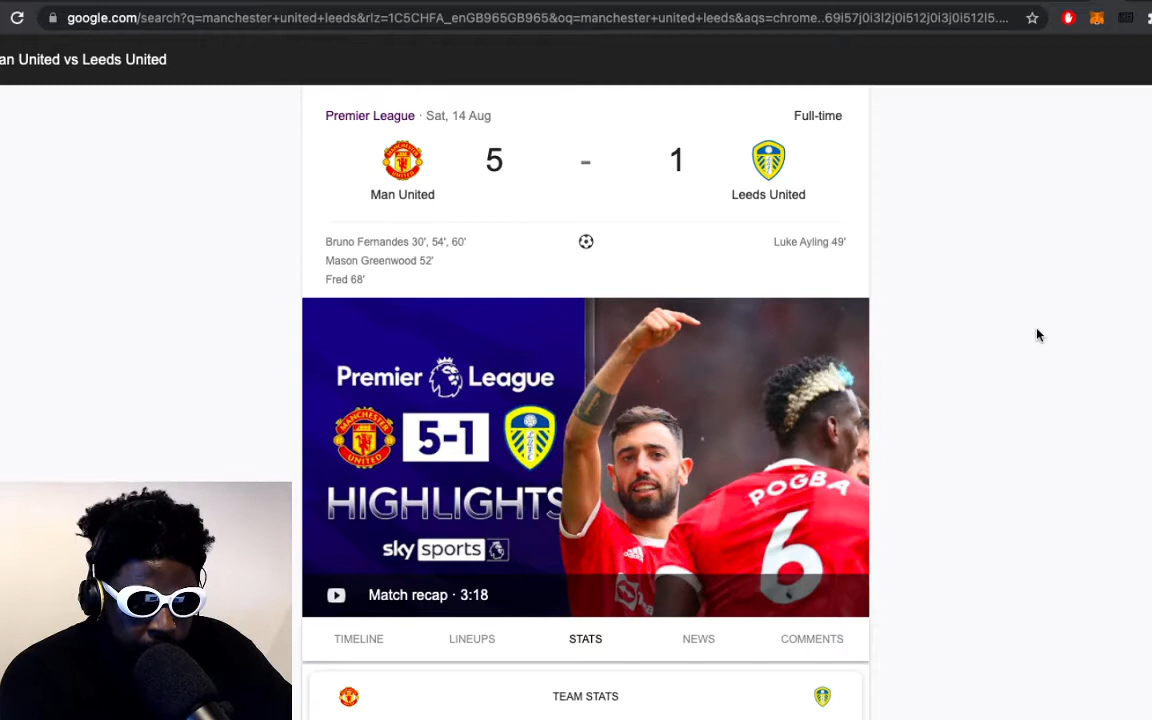 google.com/search?q=manchester+united+leeds&rlz=1C5CHFA_enGB965GB965&oq=manchester+united+leeds&aqs=chrome..69i57j0i3l2j0i512j0i3j0i512l5....
an United vs Leeds United
Premier League · Sat, 14 Aug
Full-time
5 - 1
Man United
Leeds United
Bruno Fernandes 30', 54', 60'
Luke Ayling 49'
Mason Greenwood 52'
Fred 68'
Premier League
MANCHESTER UNITED
5-1
HIGHLIGHTS
sky sports
POGBA
6
Match recap · 3:18
TIMELINE
LINEUPS
STATS
NEWS
COMMENTS
TEAM STATS